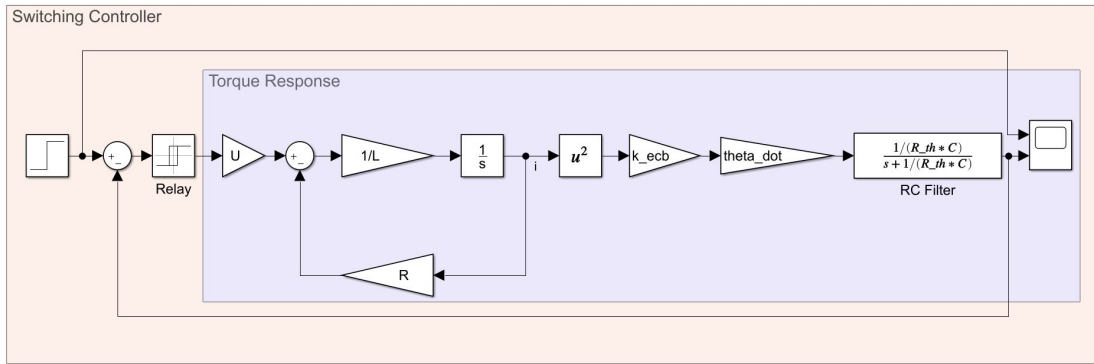 Switching Controller
Torque Response
+
-
Relay
U
+
-
1/L
1
s
i
u²
k_ecb
theta_dot
1/(R_th * C)
s + 1/(R_th * C)
RC Filter
R